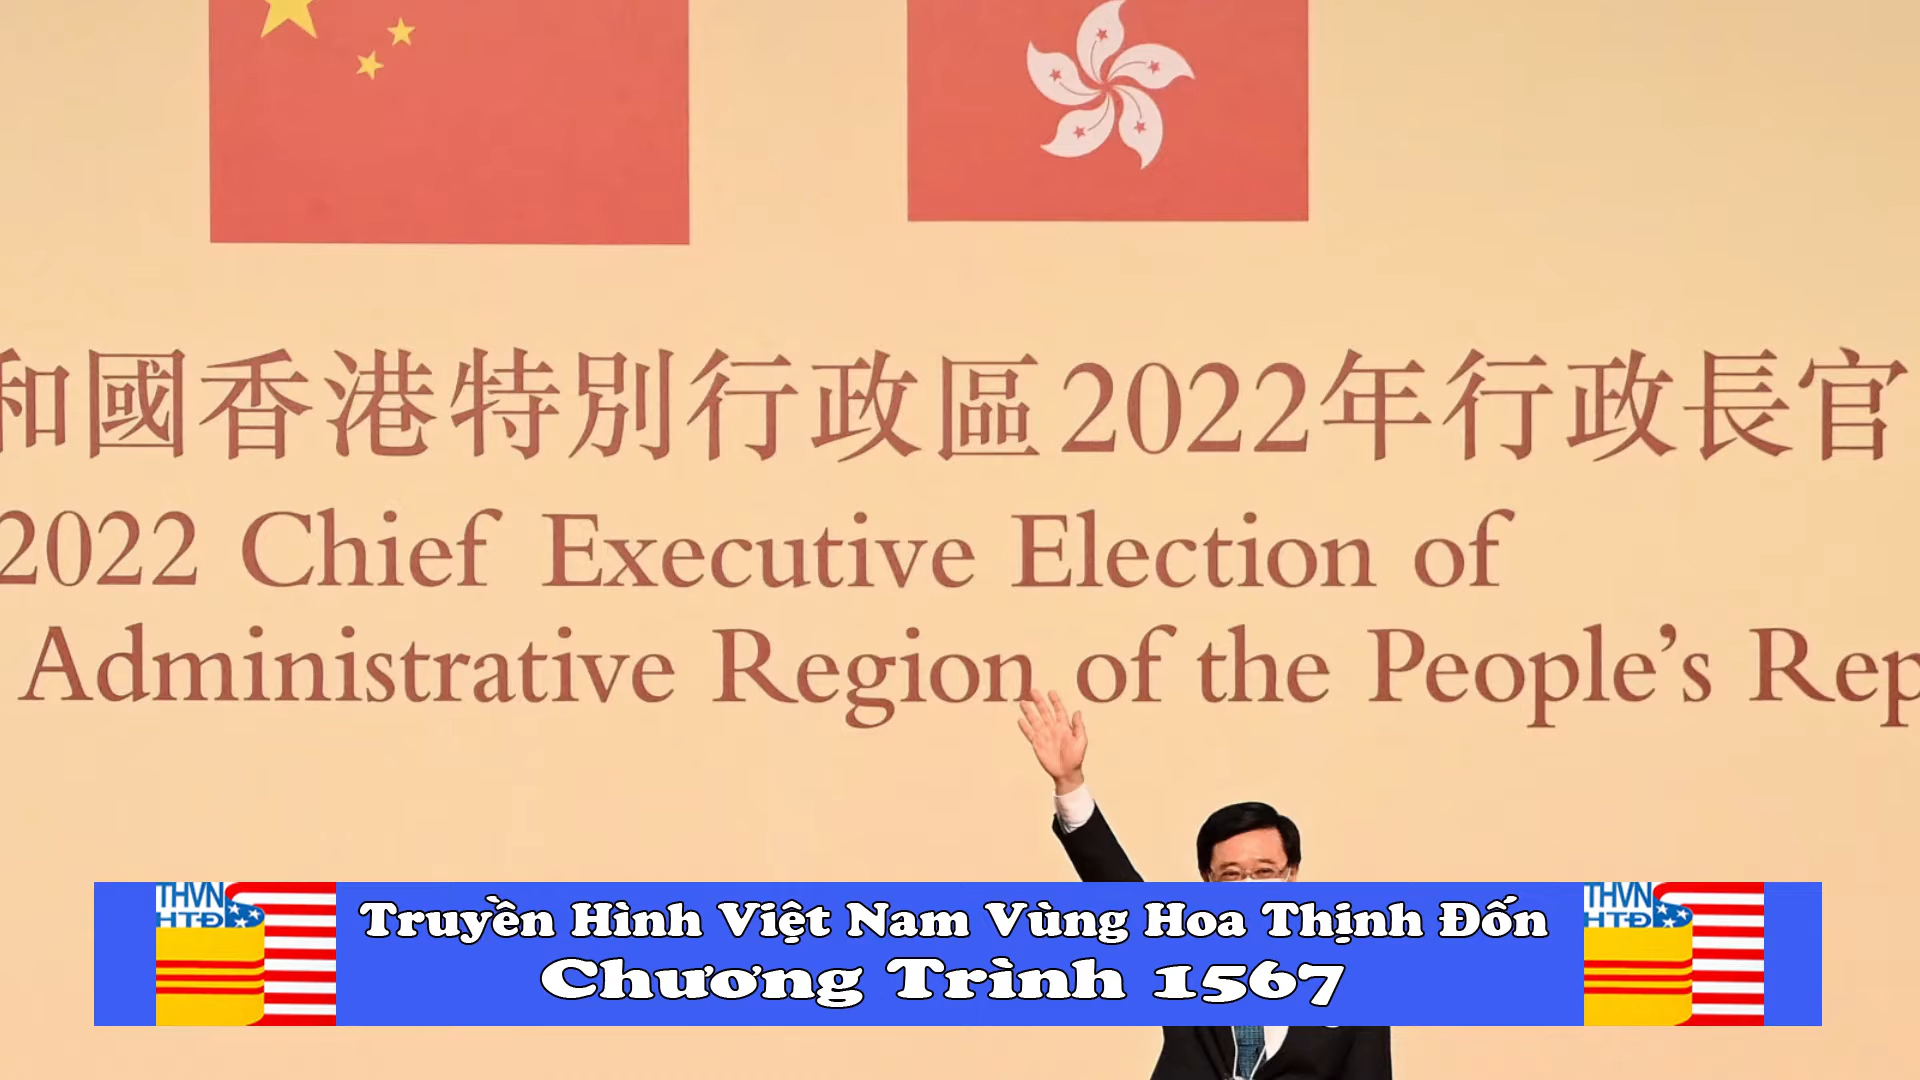 和國香港特別行政區2022年行政長官
2022 Chief Executive Election of
Administrative Region of the People's Rep
THVN
HTĐ
Truyền Hình Việt Nam Vùng Hoa Thịnh Đốn
Chương Trình 1567
THVN
HTĐ